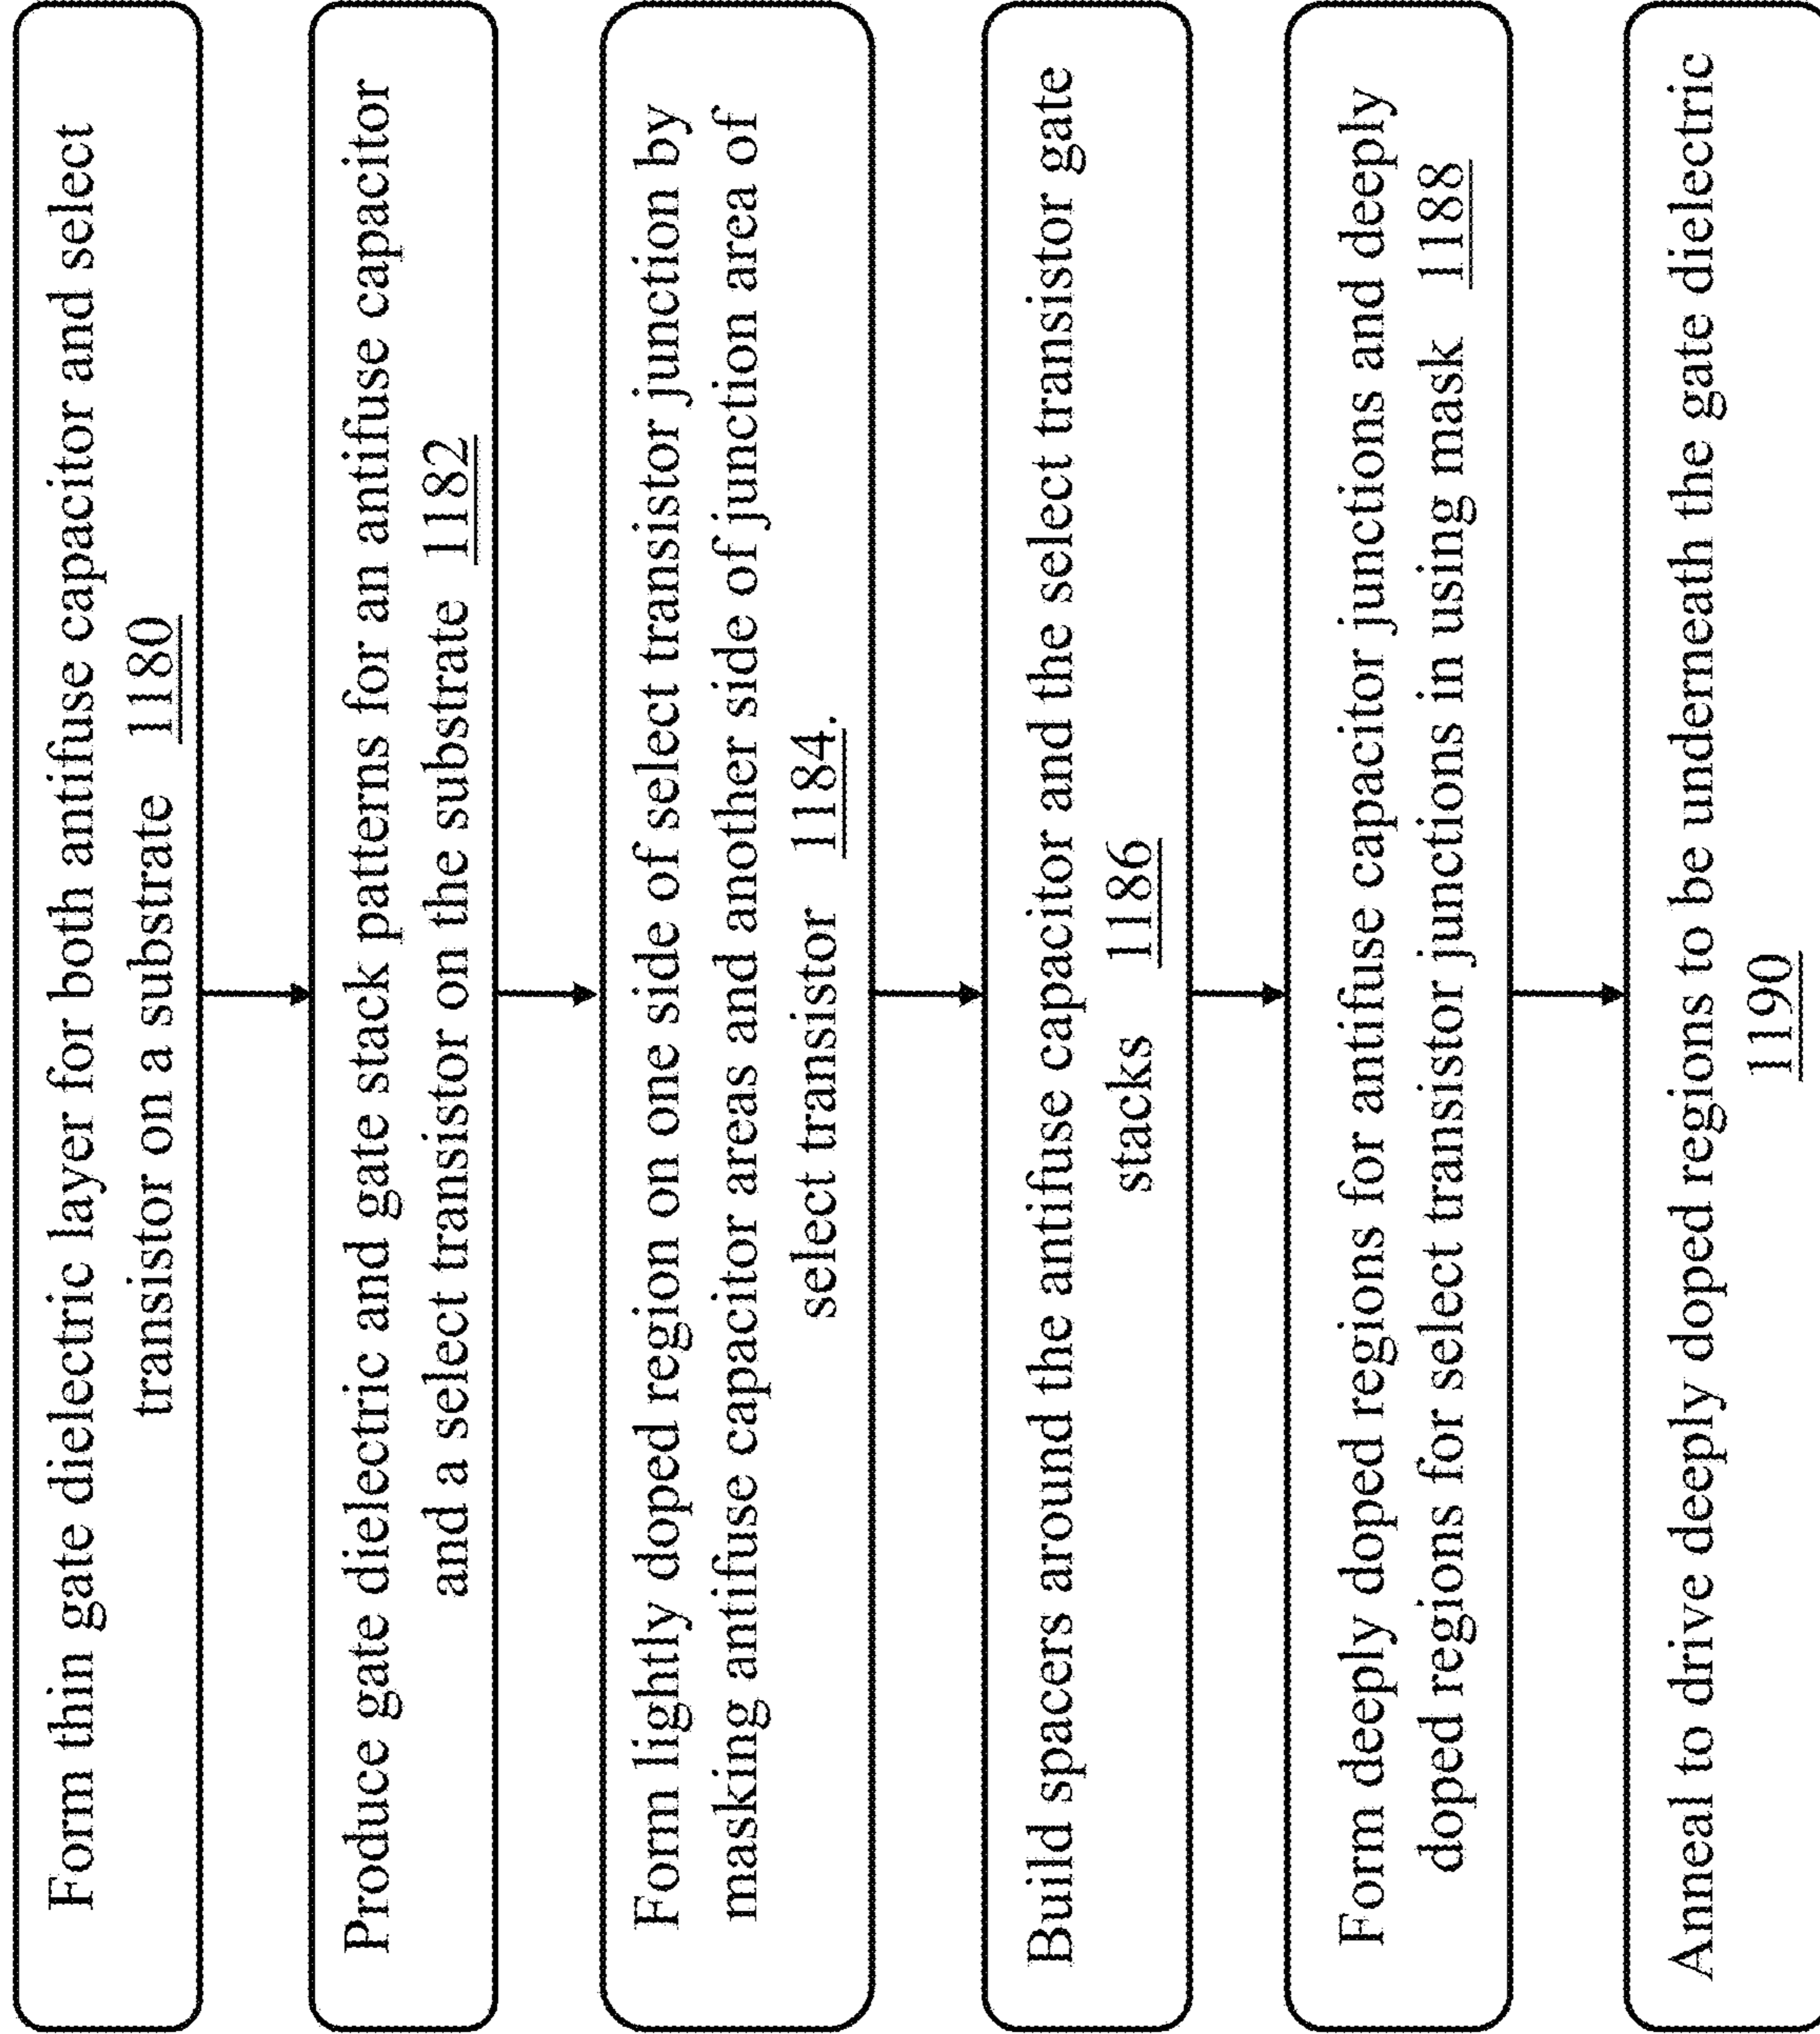 Form thin gate dielectric layer for both antifuse capacitor and select
transistor on a substrate 1180
Produce gate dielectric and gate stack patterns for an antifuse capacitor
and a select transistor on the substrate 1182
Form lightly doped region on one side of select transistor junction by
masking antifuse capacitor areas and another side of junction area of
select transistor 1184.
Build spacers around the antifuse capacitor and the select transistor gate
stacks 1186
Form deeply doped regions for antifuse capacitor junctions and deeply
doped regions for select transistor junctions in using mask 1188
Anneal to drive deeply doped regions to be underneath the gate dielectric
1190